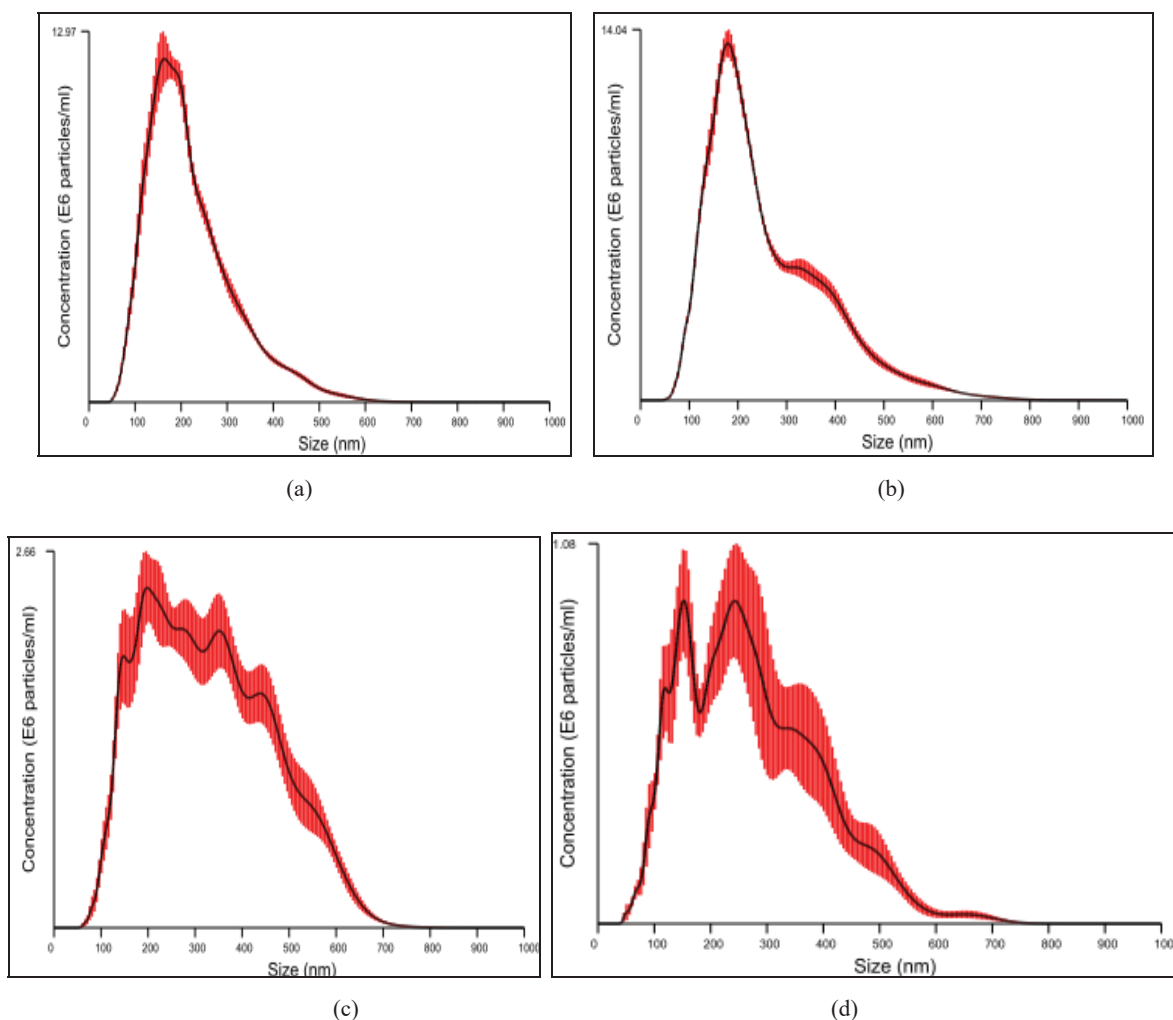 12.97
Concentration (E6 particles/ml)
0 100 200 300 400 500 600 700 800 900 1000
Size (nm)
(a)
14.04
Concentration (E6 particles/ml)
0 100 200 300 400 500 600 700 800 900 1000
Size (nm)
(b)
2.66
Concentration (E6 particles/ml)
0 100 200 300 400 500 600 700 800 900 1000
Size (nm)
(c)
1.08
Concentration (E6 particles/ml)
0 100 200 300 400 500 600 700 800 900 100
Size (nm)
(d)